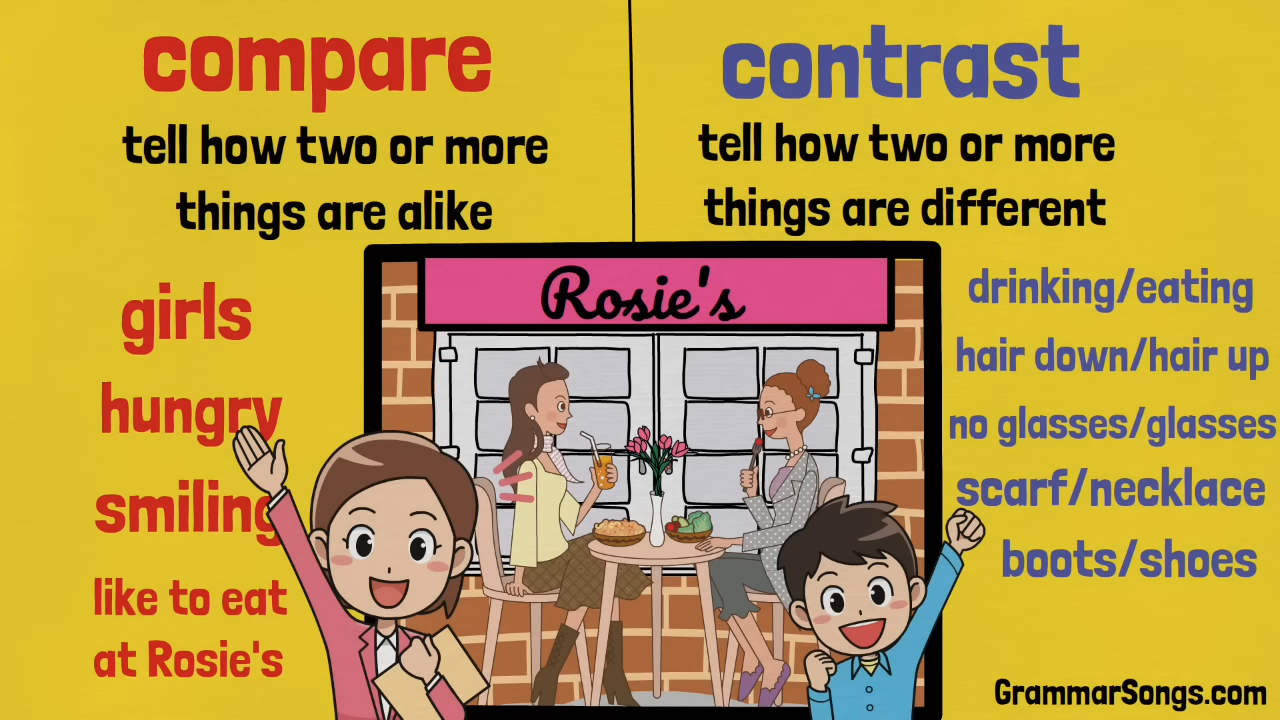 compare
tell how two or more
things are alike
girls
hungry
smiling
like to eat
at Rosie's
contrast
tell how two or more
things are different
Rosie's
drinking/eating
hair down/hair up
no glasses/glasses
scarf/necklace
boots/shoes
GrammarSongs.com